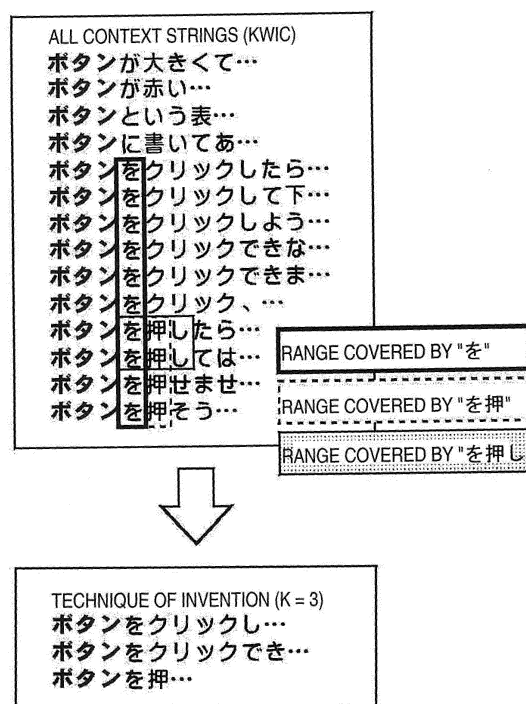 ALL CONTEXT STRINGS (KWIC)
ボタンが大きくて…
ボタンが赤い…
ボタンという表…
ボタンに書いてあ…
ボタンをクリックしたら…
ボタンをクリックして下…
ボタンをクリックしよう…
ボタンをクリックできな…
ボタンをクリックできま…
ボタンをクリック、…
ボタンを押したら…
ボタンを押しては…
ボタンを押せませ…
ボタンを押そう…
RANGE COVERED BY "を"
RANGE COVERED BY "を押"
RANGE COVERED BY "を押し
TECHNIQUE OF INVENTION (K = 3)
ボタンをクリックし…
ボタンをクリックでき…
ボタンを押…